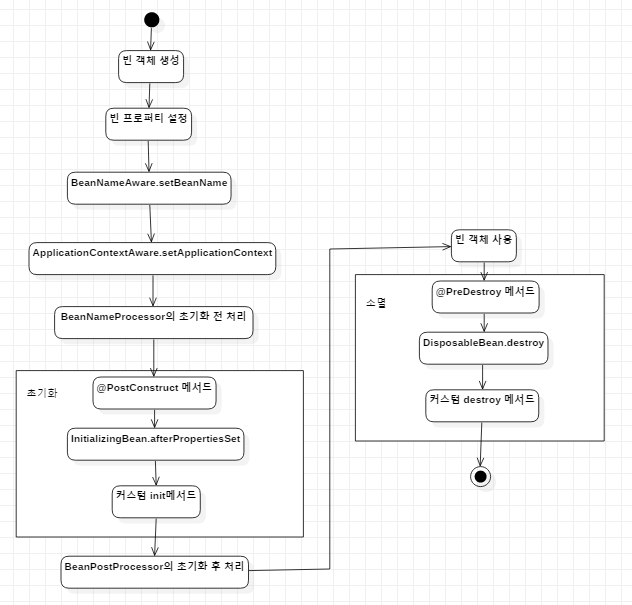 빈 객체 생성
빈 프로퍼티 설정
BeanNameAware.setBeanName
ApplicationContextAware.setApplicationContext
BeanNameProcessor의 초기화 전 처리
초기화
@PostConstruct 메서드
InitializingBean.afterPropertiesSet
커스텀 init메서드
BeanPostProcessor의 초기화 후 처리
빈 객체 사용
소멸
@PreDestroy 메서드
DisposableBean.destroy
커스텀 destroy 메서드